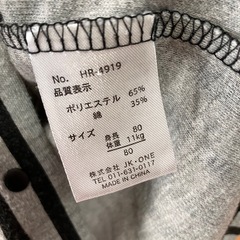 No. HR-4919
品質表示
ポリエステル 65%
綿 35%
サイズ 身長 80
体重 11kg
80
株式会社 JK・ONE
TEL 011-631-0117
MADE IN CHINA